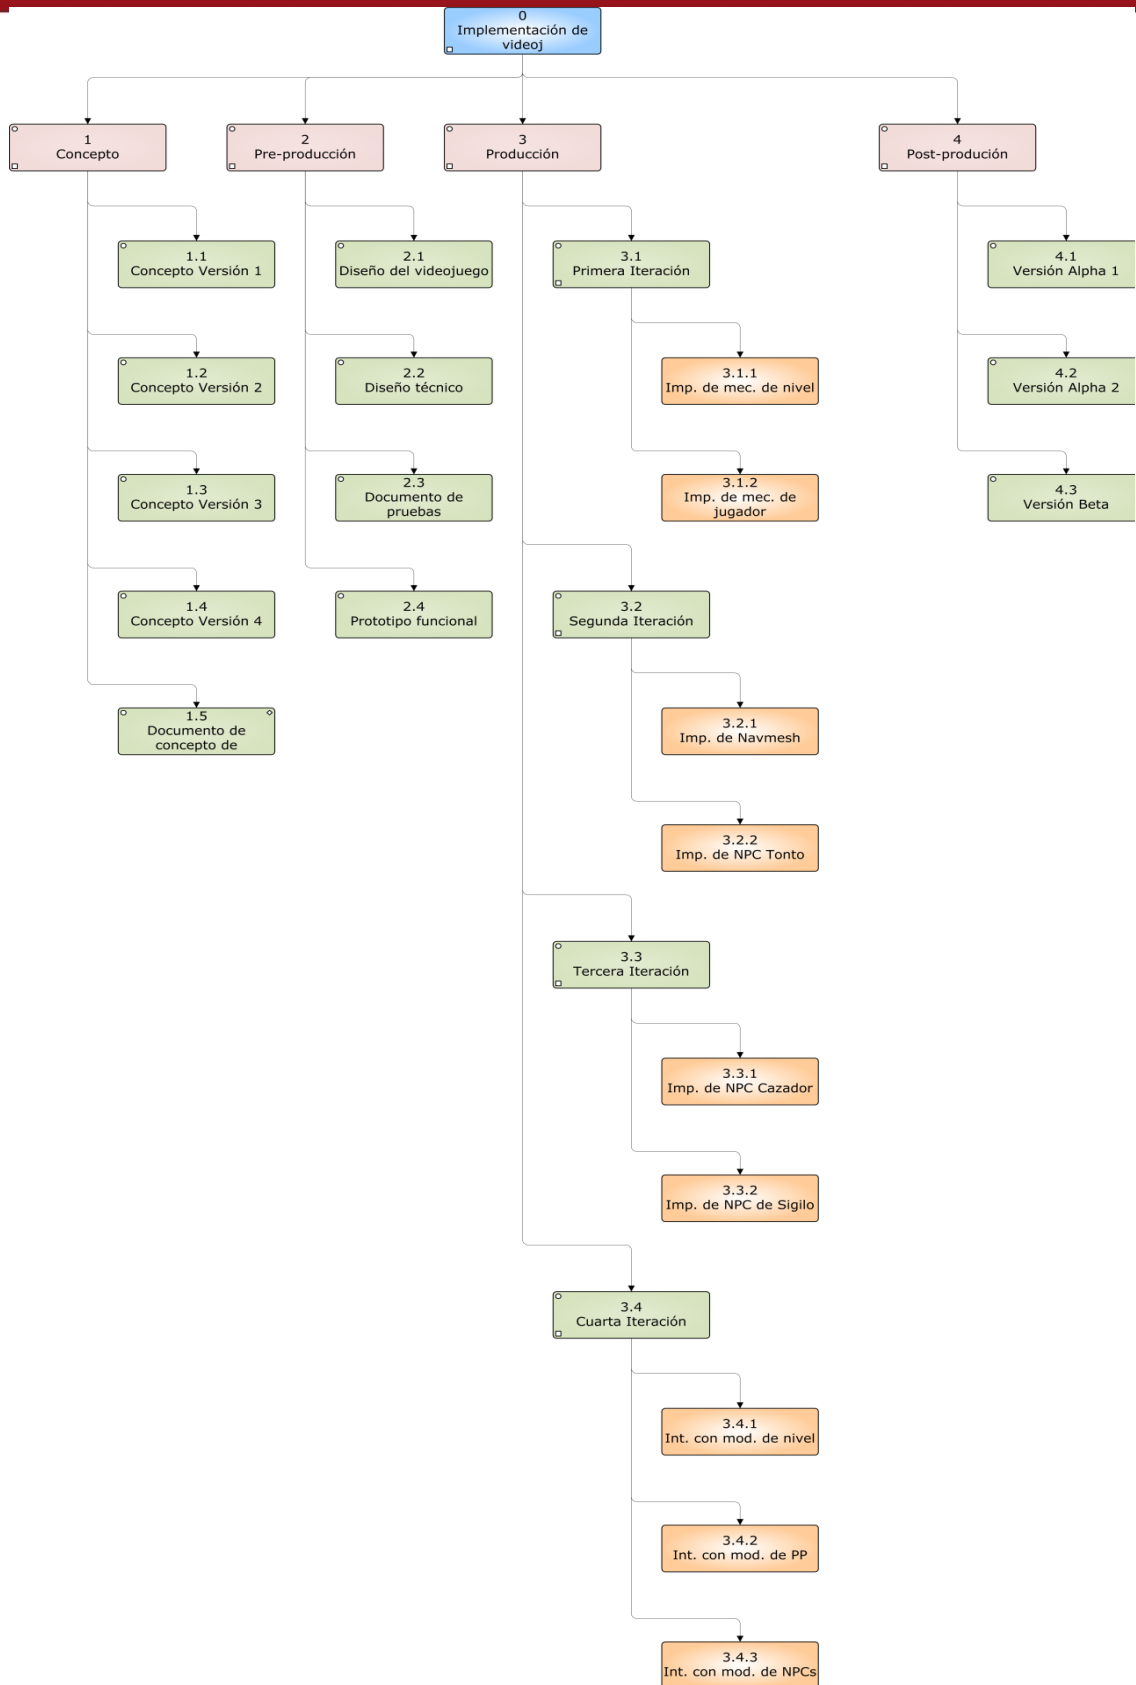 0
Implementación de
videoj
1
Concepto
2
Pre-producción
3
Producción
4
Post-produción
1.1
Concepto Versión 1
2.1
Diseño del videojuego
3.1
Primera Iteración
4.1
Versión Alpha 1
1.2
Concepto Versión 2
2.2
Diseño técnico
3.1.1
Imp. de mec. de nivel
4.2
Versión Alpha 2
1.3
Concepto Versión 3
2.3
Documento de
pruebas
3.1.2
Imp. de mec. de
jugador
4.3
Versión Beta
1.4
Concepto Versión 4
2.4
Prototipo funcional
3.2
Segunda Iteración
1.5
Documento de
concepto de
3.2.1
Imp. de Navmesh
3.2.2
Imp. de NPC Tonto
3.3
Tercera Iteración
3.3.1
Imp. de NPC Cazador
3.3.2
Imp. de NPC de Sigilo
3.4
Cuarta Iteración
3.4.1
Int. con mod. de nivel
3.4.2
Int. con mod. de PP
3.4.3
Int. con mod. de NPCs